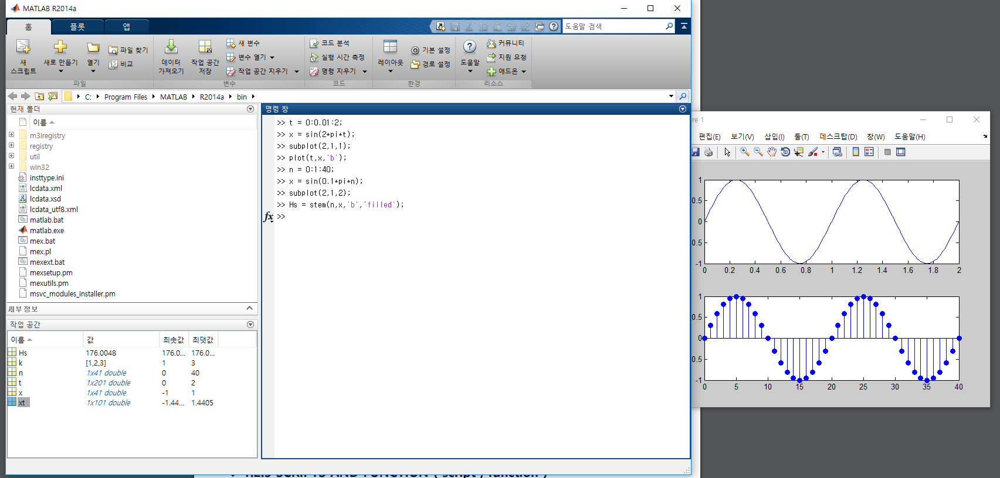 MATLAB R2014a
홈
플롯
앱
도움말 검색
새
스크립트
새로 만들기
열기
파일 찾기
비교
파일
데이터
가져오기
작업 공간
저장
새 변수
변수 열기
작업 공간 지우기
변수
코드 분석
실행 시간 측정
명령 지우기
코드
레이아웃
기본 설정
경로 설정
환경
도움말
커뮤니티
지원 요청
애드온
리소스
C:
Program Files
MATLAB
R2014a
bin
현재 폴더
이름
m3iregistry
registry
util
win32
insttype.ini
lcdata.xml
lcdata.xsd
lcdata_utf8.xml
matlab.bat
matlab.exe
mex.bat
mex.pl
mexext.bat
mexsetup.pm
mexutils.pm
msvc_modules_installer.pm
세부 정보
작업 공간
이름 값 최솟값 최댓값
Hs 176.0048 176.0... 176.0...
k [1,2,3] 1 3
n 1x41 double 0 40
t 1x201 double 0 2
x 1x41 double -1 1
xt 1x101 double -1.44... 1.4405
명령 창
>> t = 0:0.01:2;
>> x = sin(2*pi*t);
>> subplot(2,1,1);
>> plot(t,x,'b');
>> n = 0:1:40;
>> x = sin(0.1*pi*n);
>> subplot(2,1,2);
>> Hs = stem(n,x,'b','filled');
fx >>
re 1
편집(E) 보기(V) 삽입(I) 툴(T) 데스크탑(D) 창(W) 도움말(H)
1
0.5
0
0.5
-1
0 0.2 0.4 0.6 0.8 1 1.2 1.4 1.6 1.8 2
1
0.5
0
0.5
-1
0 5 10 15 20 25 30 35 40